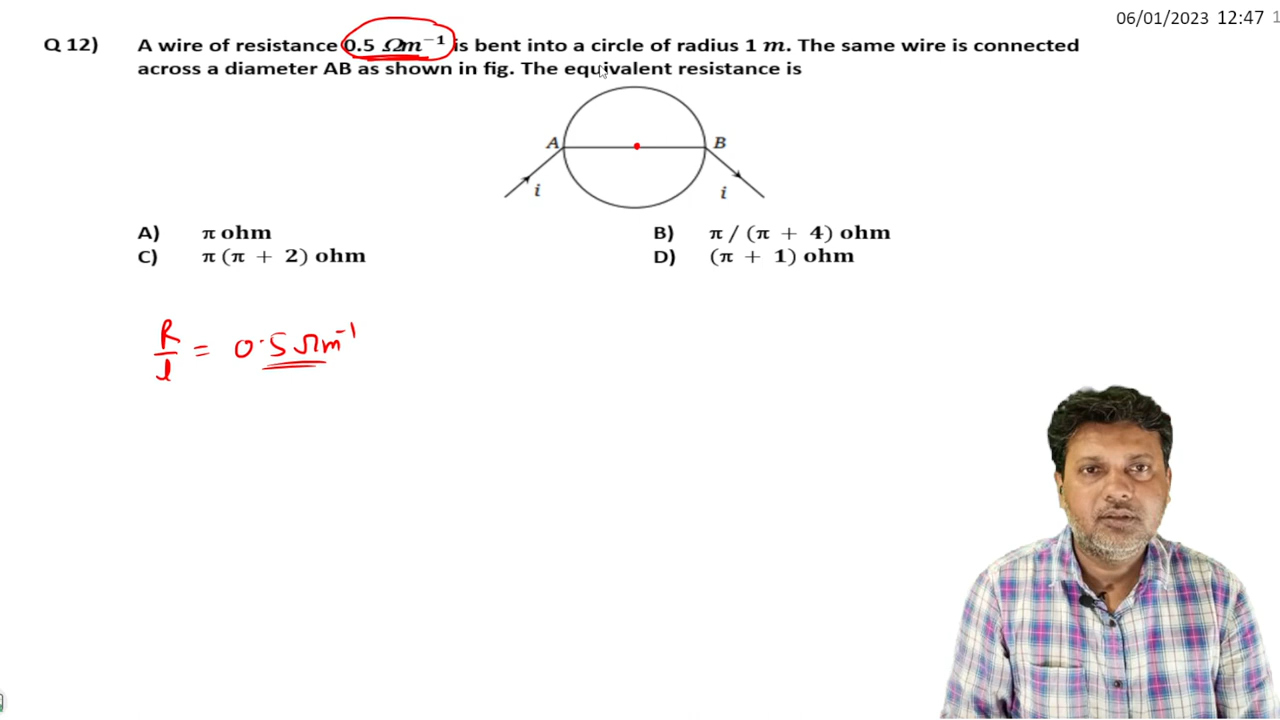 06/01/2023 12:47 1
Q 12) A wire of resistance 0.5 Ωm⁻¹ is bent into a circle of radius 1 m. The same wire is connected
across a diameter AB as shown in fig. The equivalent resistance is
A B
i i
A) π ohm B) π / (π + 4) ohm
C) π (π + 2) ohm D) (π + 1) ohm
R/l = 0.5 Ωm⁻¹